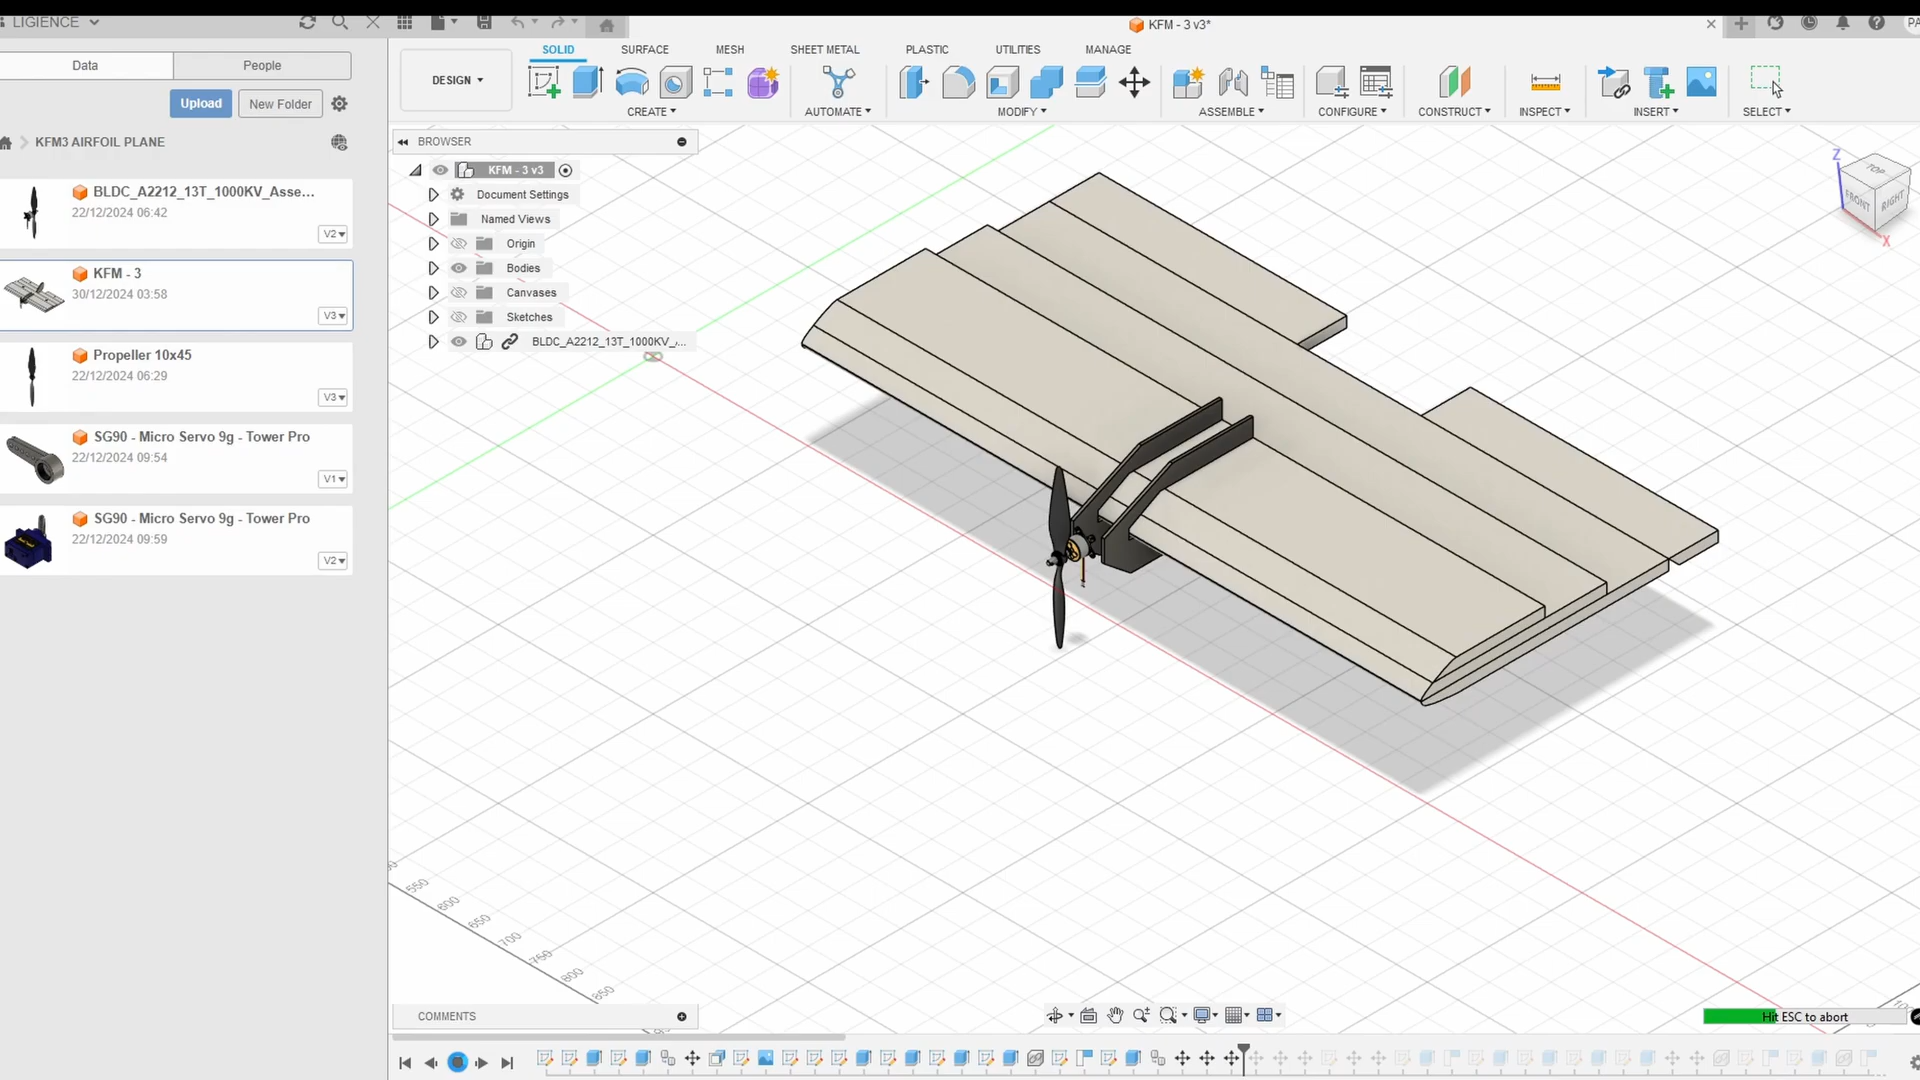 LIGIENCE
KFM - 3 v3*
PA
Data
People
Upload
New Folder
KFM3 AIRFOIL PLANE
BLDC_A2212_13T_1000KV_Asse...
22/12/2024 06:42
V2
KFM - 3
30/12/2024 03:58
V3
Propeller 10x45
22/12/2024 06:29
V3
SG90 - Micro Servo 9g - Tower Pro
22/12/2024 09:54
V1
SG90 - Micro Servo 9g - Tower Pro
22/12/2024 09:59
V2
DESIGN
SOLID
SURFACE
MESH
SHEET METAL
PLASTIC
UTILITIES
MANAGE
CREATE
AUTOMATE
MODIFY
ASSEMBLE
CONFIGURE
CONSTRUCT
INSPECT
INSERT
SELECT
BROWSER
KFM - 3 v3
Document Settings
Named Views
Origin
Bodies
Canvases
Sketches
BLDC_A2212_13T_1000KV_...
Z
TOP
FRONT
RIGHT
X
550
600
650
700
750
800
850
COMMENTS
Hit ESC to abort